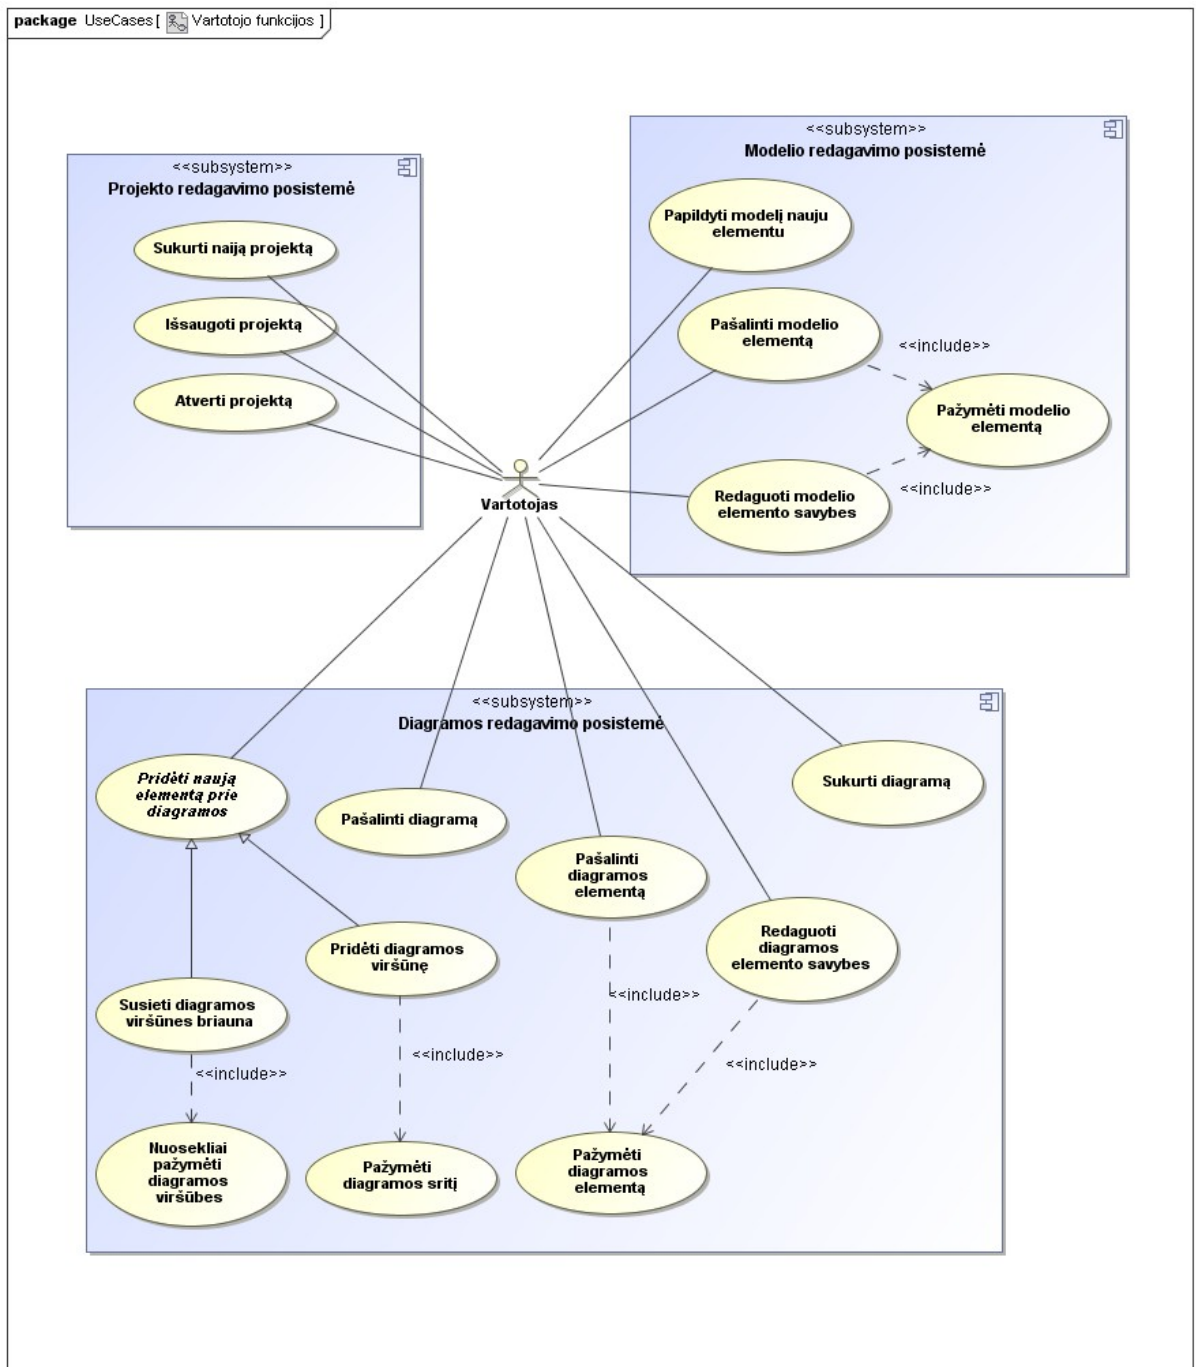 package UseCases [ Vartotojo funkcijos ]
<<subsystem>>
Projekto redagavimo posistemė
Sukurti naiją projektą
Išsaugoti projektą
Atverti projektą
<<subsystem>>
Modelio redagavimo posistemė
Papildyti modelį nauju
elementu
Pašalinti modelio
elementą
<<include>>
Pažymėti modelio
elementą
<<include>>
Redaguoti modelio
elemento savybes
Vartotojas
<<subsystem>>
Diagramos redagavimo posistemė
Pridėti naują
elementą prie
diagramos
Pašalinti diagramą
Sukurti diagramą
Pašalinti
diagramos
elementą
Redaguoti
diagramos
elemento savybes
Pridėti diagramos
viršūnę
Susieti diagramos
viršūnes briauna
<<include>>
<<include>>
<<include>>
<<include>>
Nuosekliai
pažymėti
diagramos
viršūbes
Pažymėti
diagramos sritį
Pažymėti
diagramos
elementą